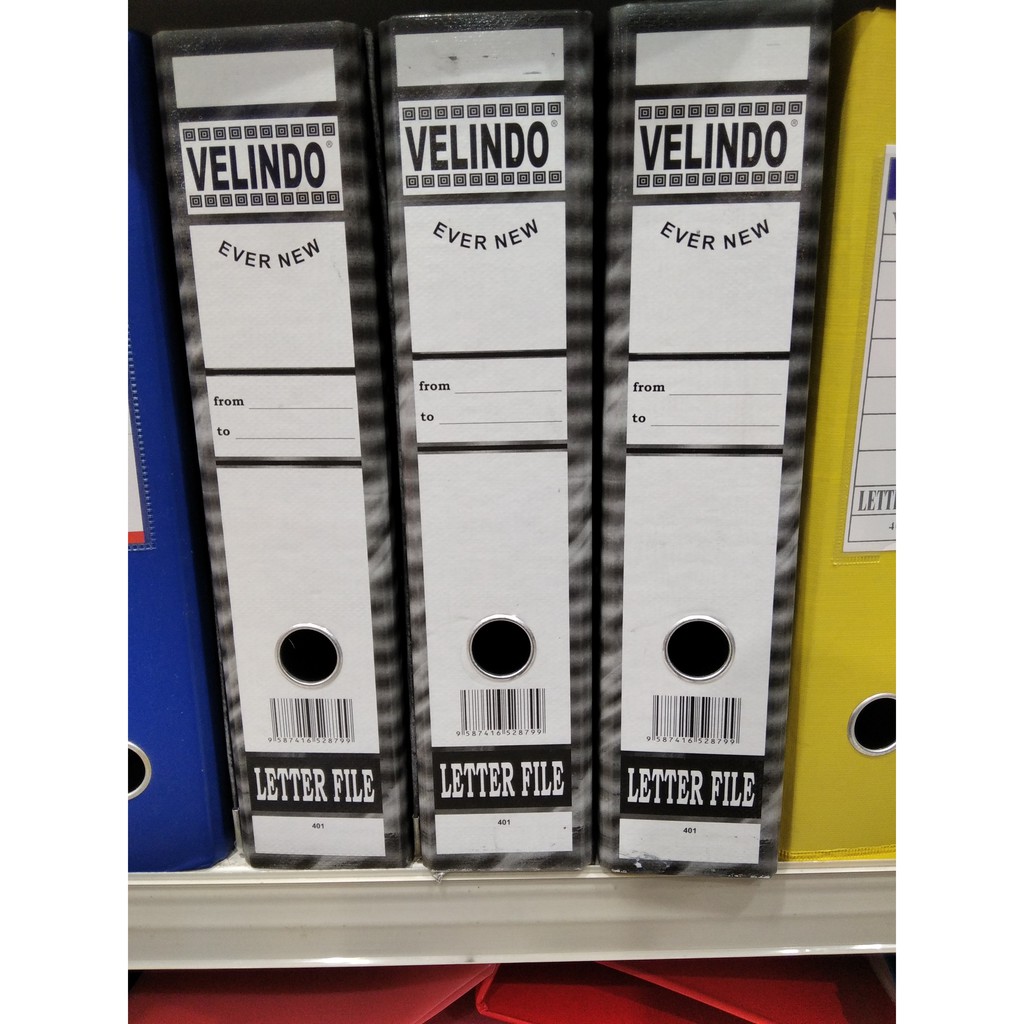 VELINDO®
EVER NEW
from
to
9 587416 528799
LETTER FILE
401
VELINDO®
EVER NEW
from
to
9 587416 528799
LETTER FILE
401
VELINDO®
EVER NEW
from
to
9 587416 528799
LETTER FILE
401